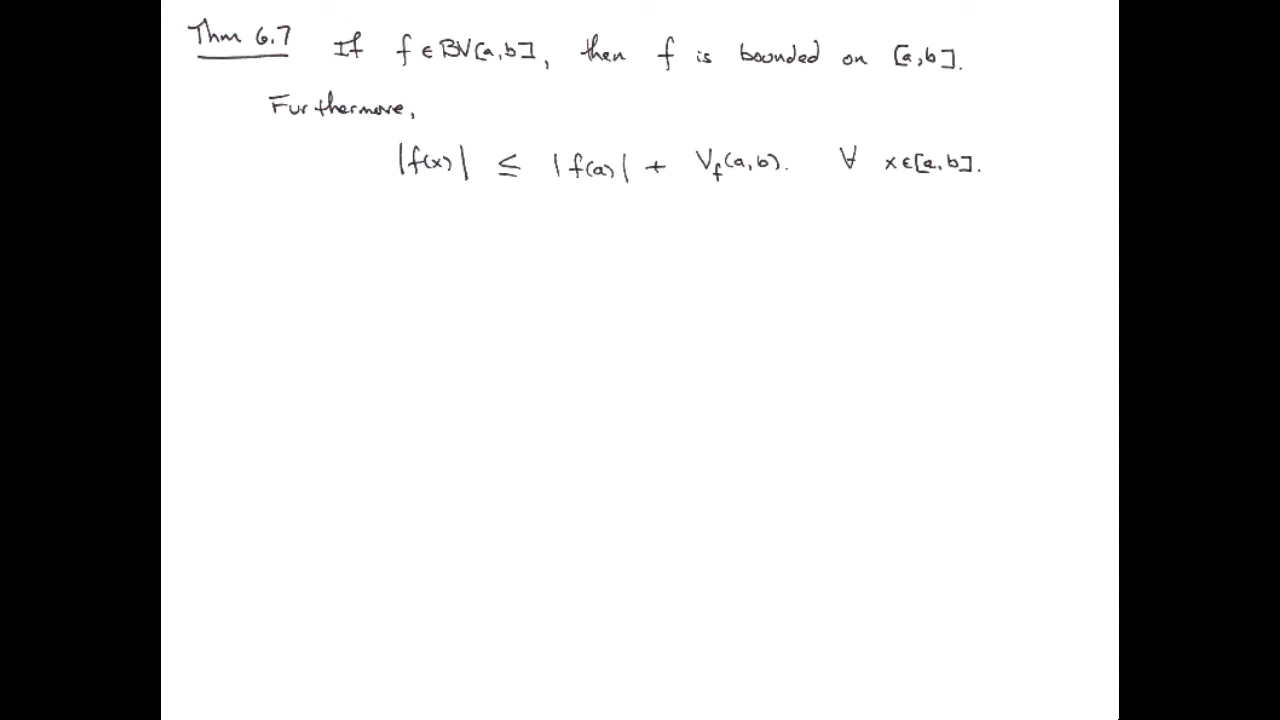 Thm 6.7 If f ∈ BV[a,b], then f is bounded on [a,b].
Furthermore,
|f(x)| ≤ |f(a)| + V_f(a,b). ∀ x∈[a,b].